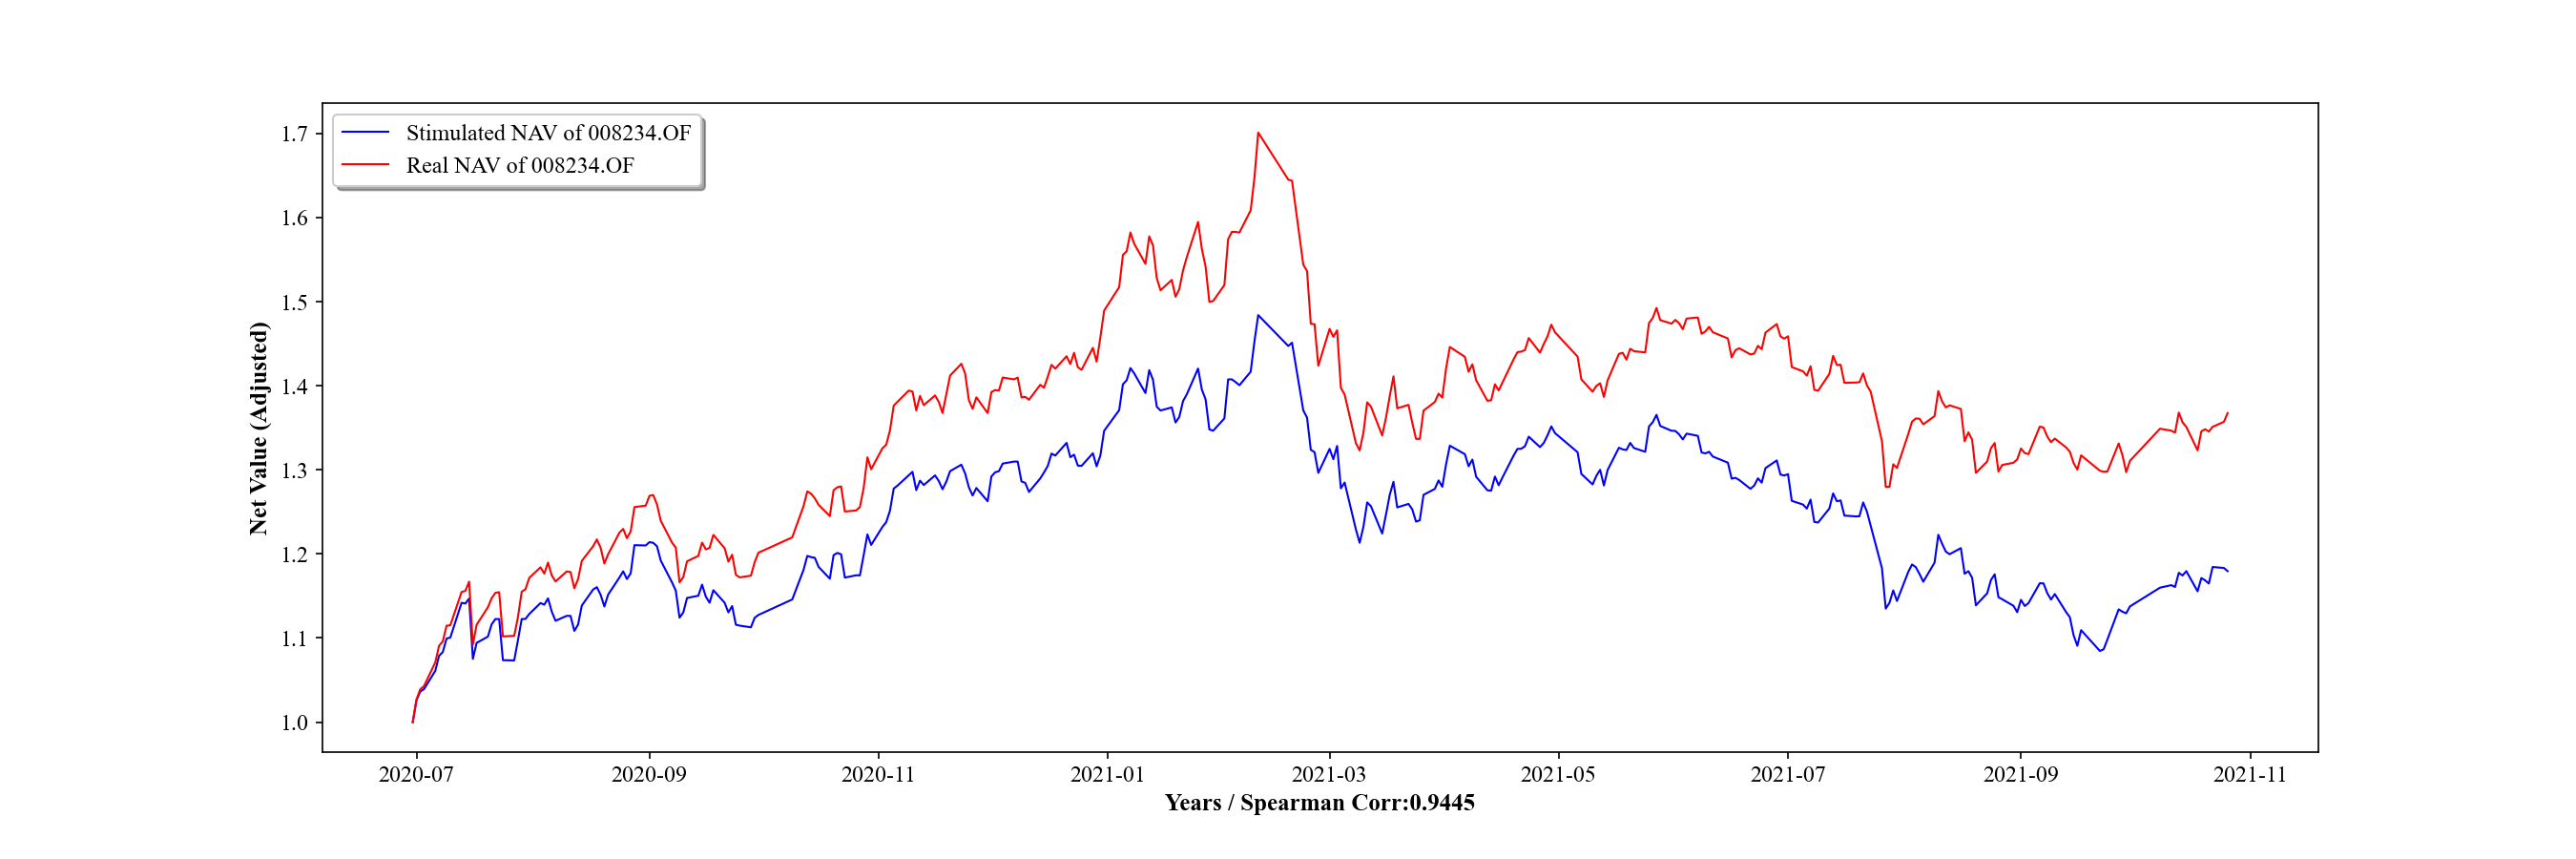 Stimulated NAV of 008234.OF
Real NAV of 008234.OF
1.7
1.6
1.5
1.4
1.3
1.2
1.1
1.0
Net Value (Adjusted)
2020-07 2020-09 2020-11 2021-01 2021-03 2021-05 2021-07 2021-09 2021-11
Years / Spearman Corr:0.9445